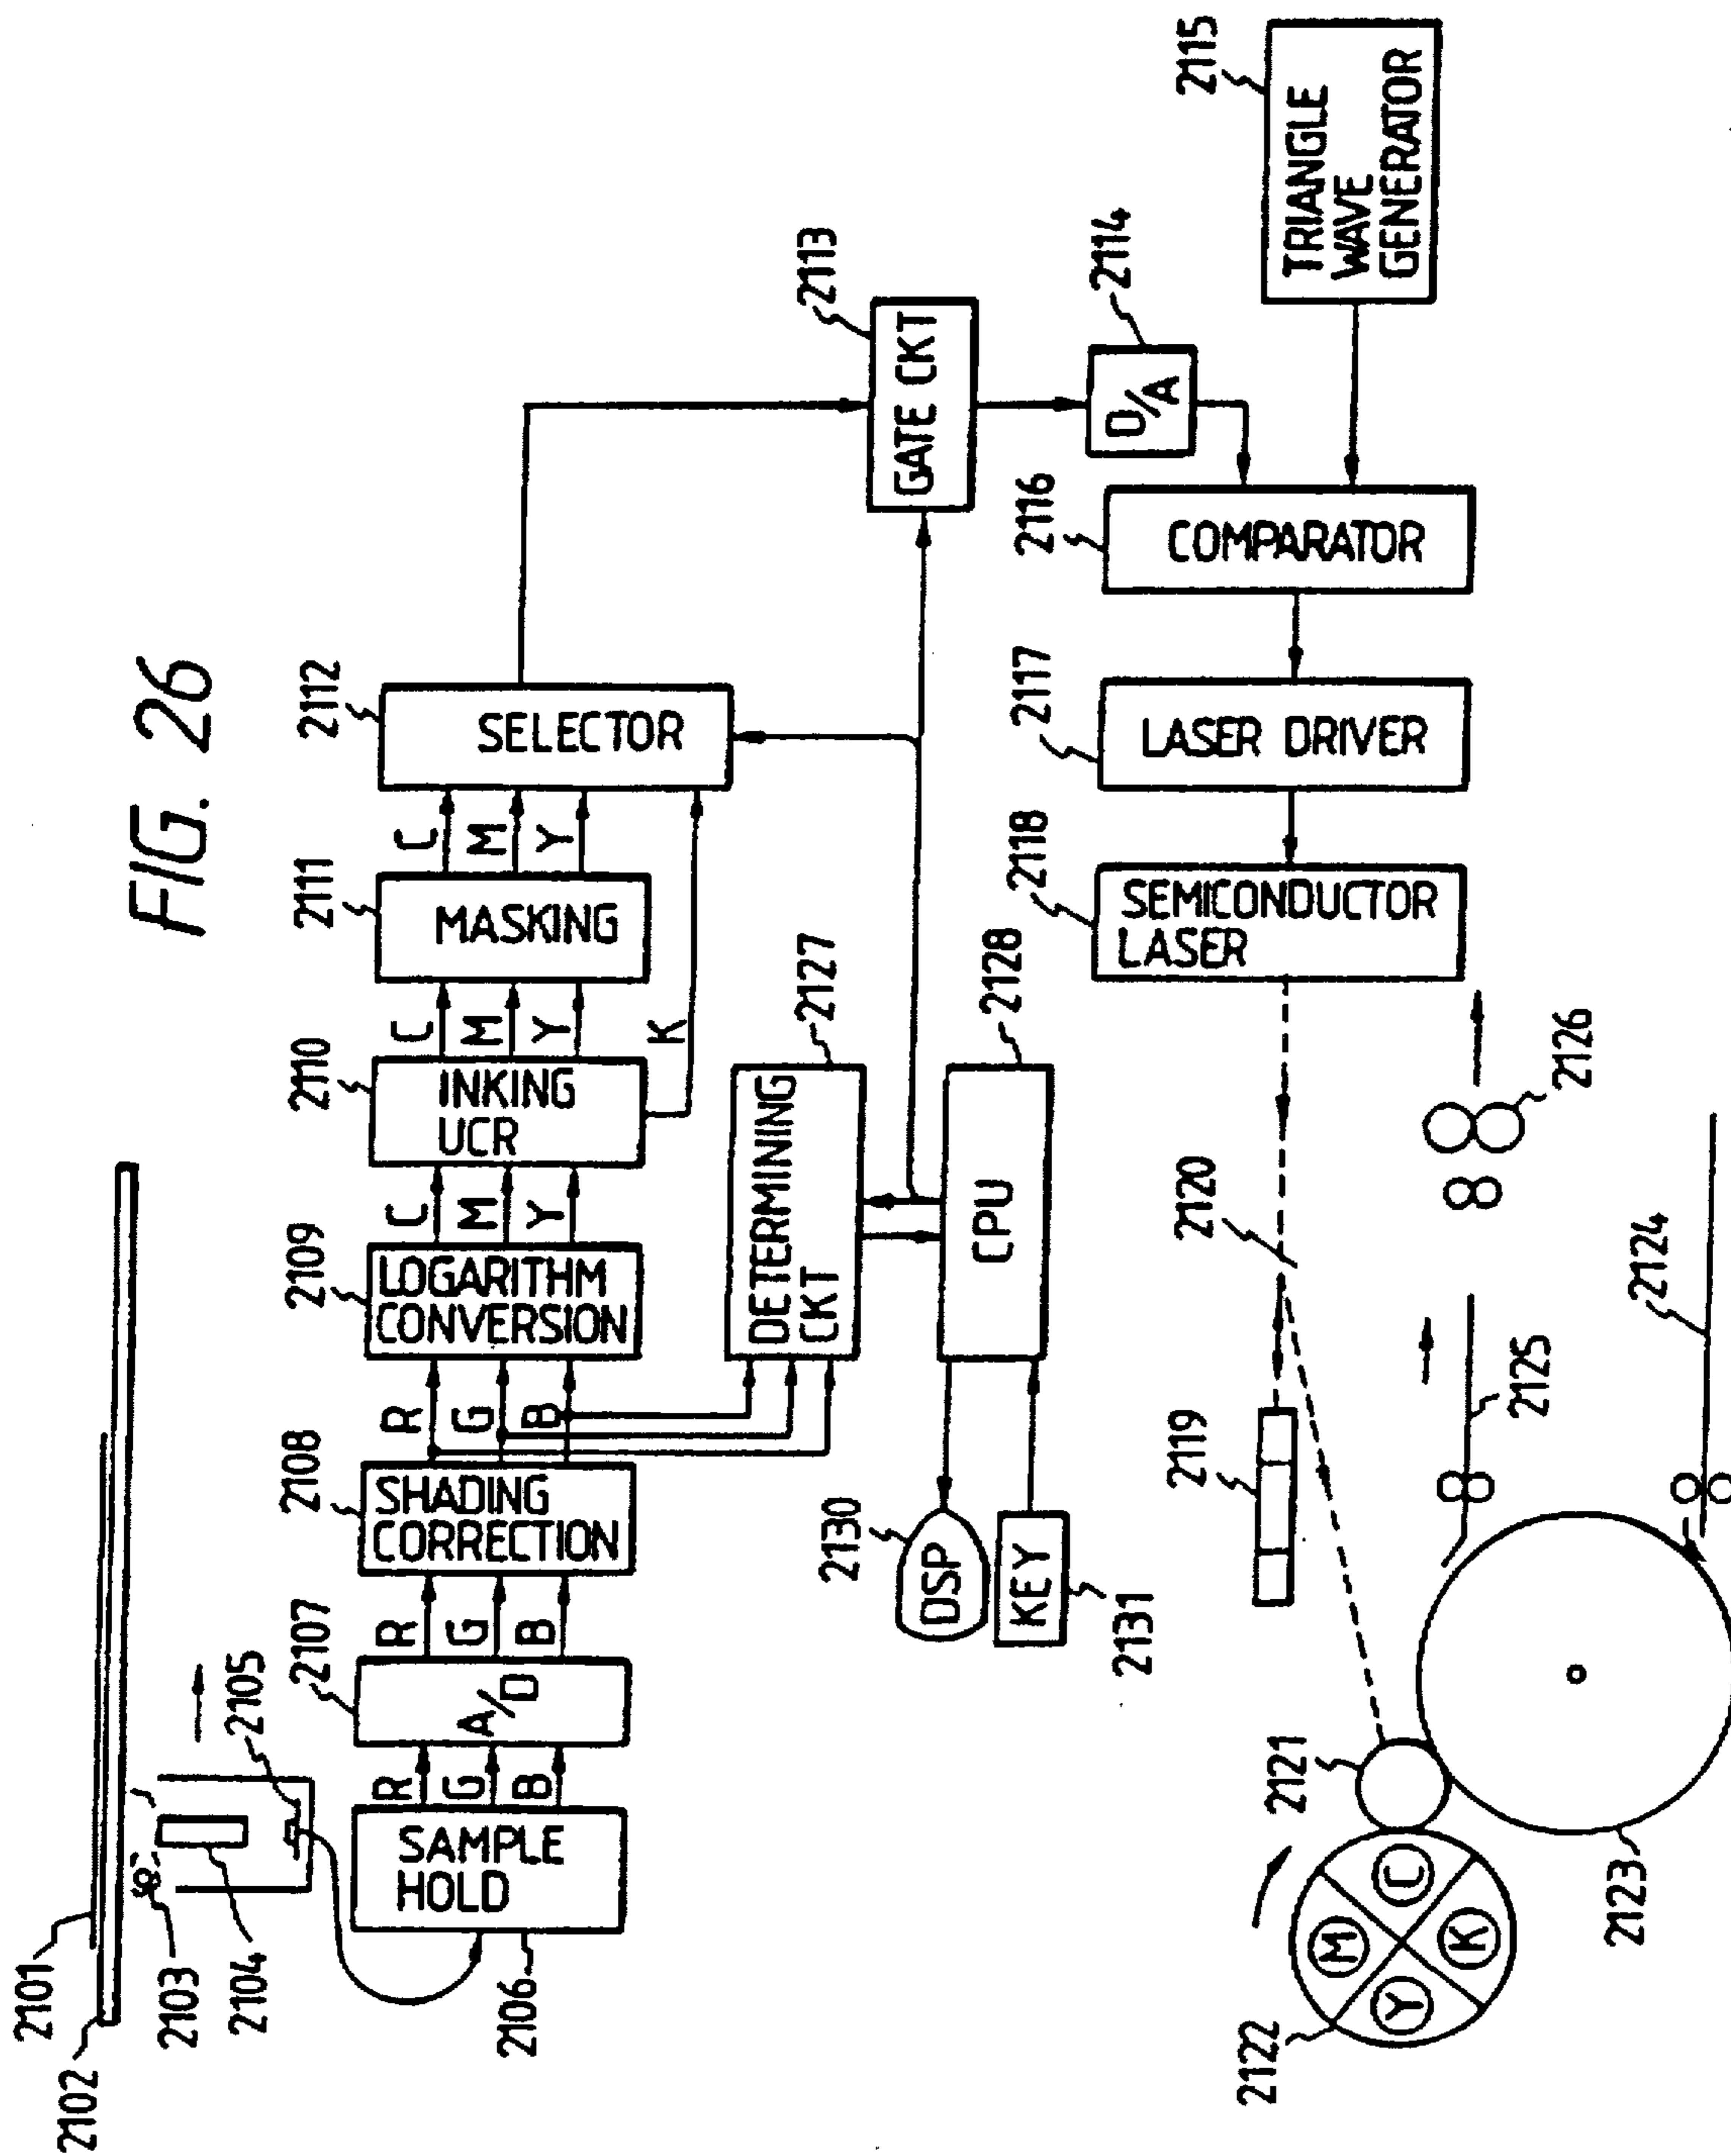 FIG. 26
2101
2102
2103
2104
2105
2106
SAMPLE
HOLD
R
G
B
2107
A/D
R
G
B
2108
SHADING
CORRECTION
R
G
B
2109
LOGARITHM
CONVERSION
C
M
Y
2110
INKING
UCR
C
M
Y
K
2111
MASKING
C
M
Y
2112
SELECTOR
2113
GATE CKT
2127
DETERMINING
CKT
2128
CPU
2130
DSP
KEY
2131
2114
D/A
2115
TRIANGLE
WAVE
GENERATOR
2116
COMPARATOR
2117
LASER DRIVER
2118
SEMICONDUCTOR
LASER
2119
2120
2121
2122
M
C
Y
K
2123
2124
2125
2126